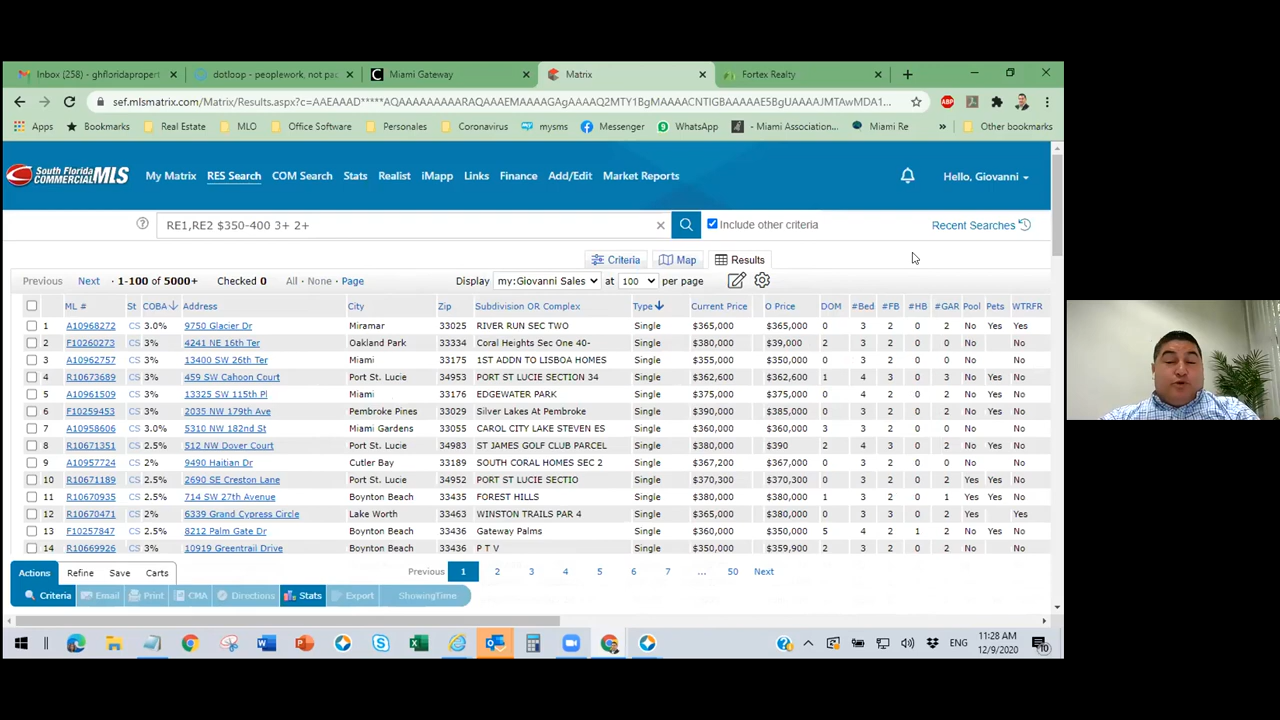 Inbox (258) - ghfloridapropert
dotloop - peoplework, not pac
Miami Gateway
Matrix
Fortex Realty
sef.mlsmatrix.com/Matrix/Results.aspx?c=AAEAAAD*****AQAAAAAAAAARAQAAAEMAAAAGAgAAAAQ2MTY1BgMAAAACNTIGBAAAAAE5BgUAAAAJMTAwMDA1...
Apps Bookmarks Real Estate MLO Office Software Personales Coronavirus mysms Messenger WhatsApp - Miami Association... Miami Re » Other bookmarks
South Florida COMMERCIAL MLS
My Matrix RES Search COM Search Stats Realist iMapp Links Finance Add/Edit Market Reports Hello, Giovanni
RE1,RE2 $350-400 3+ 2+ Include other criteria Recent Searches
Criteria Map Results
Previous Next · 1-100 of 5000+ Checked 0 All · None · Page Display my:Giovanni Sales at 100 per page
ML # St COBA Address City Zip Subdivision OR Complex Type Current Price O Price DOM #Bed #FB #HB #GAR Pool Pets WTRFR
1 A10968272 CS 3.0% 9750 Glacier Dr Miramar 33025 RIVER RUN SEC TWO Single $365,000 $365,000 0 3 2 0 2 No Yes Yes
2 F10260273 CS 3% 4241 NE 16th Ter Oakland Park 33334 Coral Heights Sec One 40- Single $380,000 $39,000 2 3 2 0 0 No No
3 A10962757 CS 3% 13400 SW 26th Ter Miami 33175 1ST ADDN TO LISBOA HOMES Single $355,000 $350,000 0 3 2 0 0 No No
4 R10673689 CS 3% 459 SW Cahoon Court Port St. Lucie 34953 PORT ST LUCIE SECTION 34 Single $362,600 $362,600 1 4 3 0 3 No Yes No
5 A10961509 CS 3% 13325 SW 115th Pl Miami 33176 EDGEWATER PARK Single $375,000 $375,000 0 4 2 0 0 No No
6 F10259453 CS 3% 2035 NW 179th Ave Pembroke Pines 33029 Silver Lakes At Pembroke Single $390,000 $385,000 0 3 2 0 2 No Yes No
7 A10958606 CS 3.0% 5310 NW 182nd St Miami Gardens 33055 CAROL CITY LAKE STEVEN ES Single $360,000 $360,000 0 3 2 0 0 No No
8 R10671351 CS 2.5% 512 NW Dover Court Port St. Lucie 34983 ST JAMES GOLF CLUB PARCEL Single $380,000 $390 2 4 3 0 2 No Yes No
9 A10957724 CS 2% 9490 Haitian Dr Cutler Bay 33189 SOUTH CORAL HOMES SEC 2 Single $367,200 $367,200 0 3 2 0 0 No No
10 R10671189 CS 2.5% 2690 SE Creston Lane Port St. Lucie 34952 PORT ST LUCIE SECTIO Single $370,300 $370,300 0 3 2 0 2 Yes Yes No
11 R10670935 CS 2.5% 714 SW 27th Avenue Boynton Beach 33435 FOREST HILLS Single $380,000 $380,000 1 3 2 0 1 Yes Yes No
12 R10670471 CS 2% 6339 Grand Cypress Circle Lake Worth 33463 WINSTON TRAILS PAR 4 Single $365,000 $380,000 0 3 2 0 2 Yes Yes
13 F10257847 CS 2.5% 8212 Palm Gate Dr Boynton Beach 33436 Gateway Palms Single $360,000 $350,000 5 4 2 1 2 No Yes No
14 R10669926 CS 3% 10919 Greentrail Drive Boynton Beach 33436 P T V Single $350,000 $359,900 2 3 2 0 2 No Yes No
Actions Refine Save Carts Previous 1 2 3 4 5 6 7 ... 50 Next
Criteria Email Print CMA Directions Stats Export ShowingTime
ENG
11:28 AM
12/9/2020
10